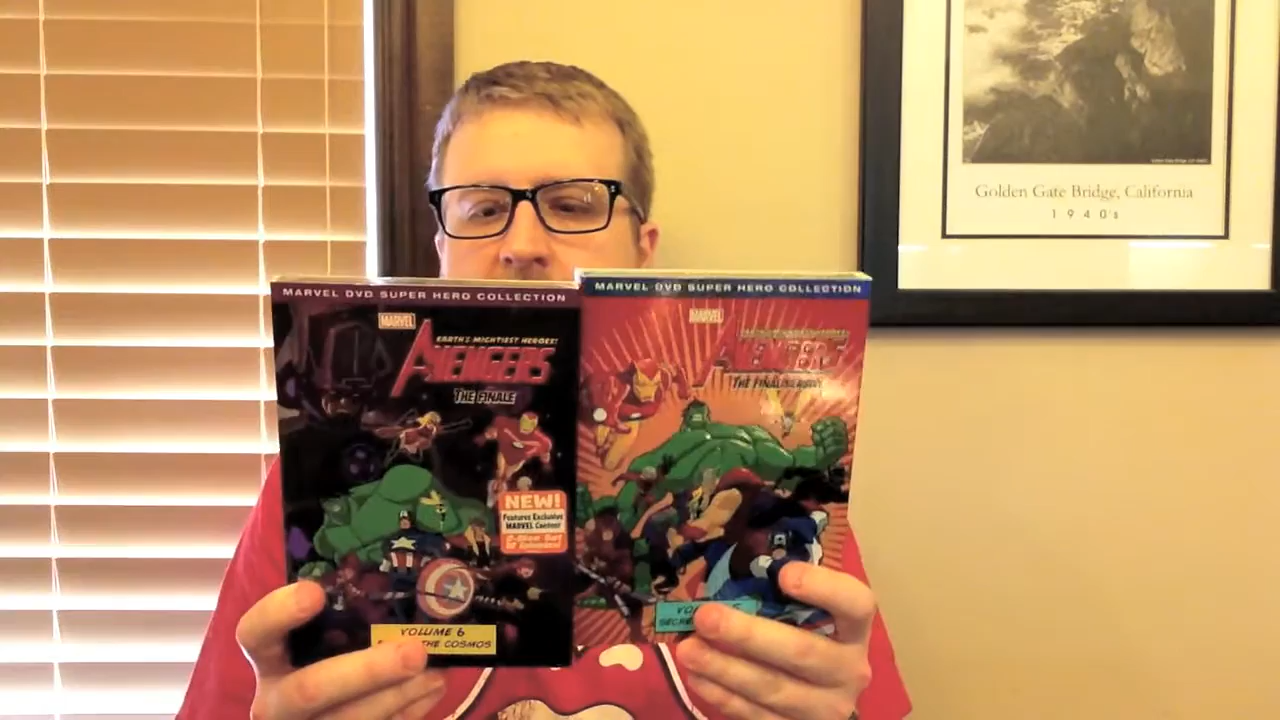 Golden Gate Bridge, California
1940's
MARVEL DVD SUPER HERO COLLECTION
MARVEL
EARTH'S MIGHTIEST HEROES!
AVENGERS
THE FINALE
NEW!
Features Exclusive
MARVEL Content
VOLUME 6
THE COSMOS
MARVEL DVD SUPER HERO COLLECTION
MARVEL
AVENGERS